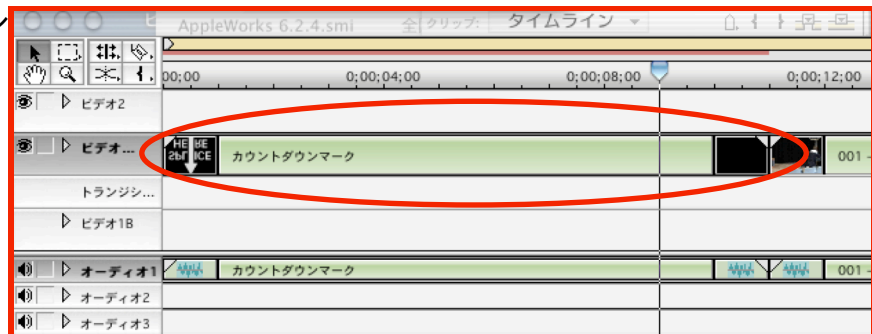 AppleWorks 6.2.4.smi 全 クリップ: タイムライン
00;00 0;00;04;00 0;00;08;00 0;00;12;00
ビデオ2
ビデオ... HERE SPLICE カウントダウンマーク 001 -
トランジシ...
ビデオ1B
オーディオ1 カウントダウンマーク 001 -
オーディオ2
オーディオ3